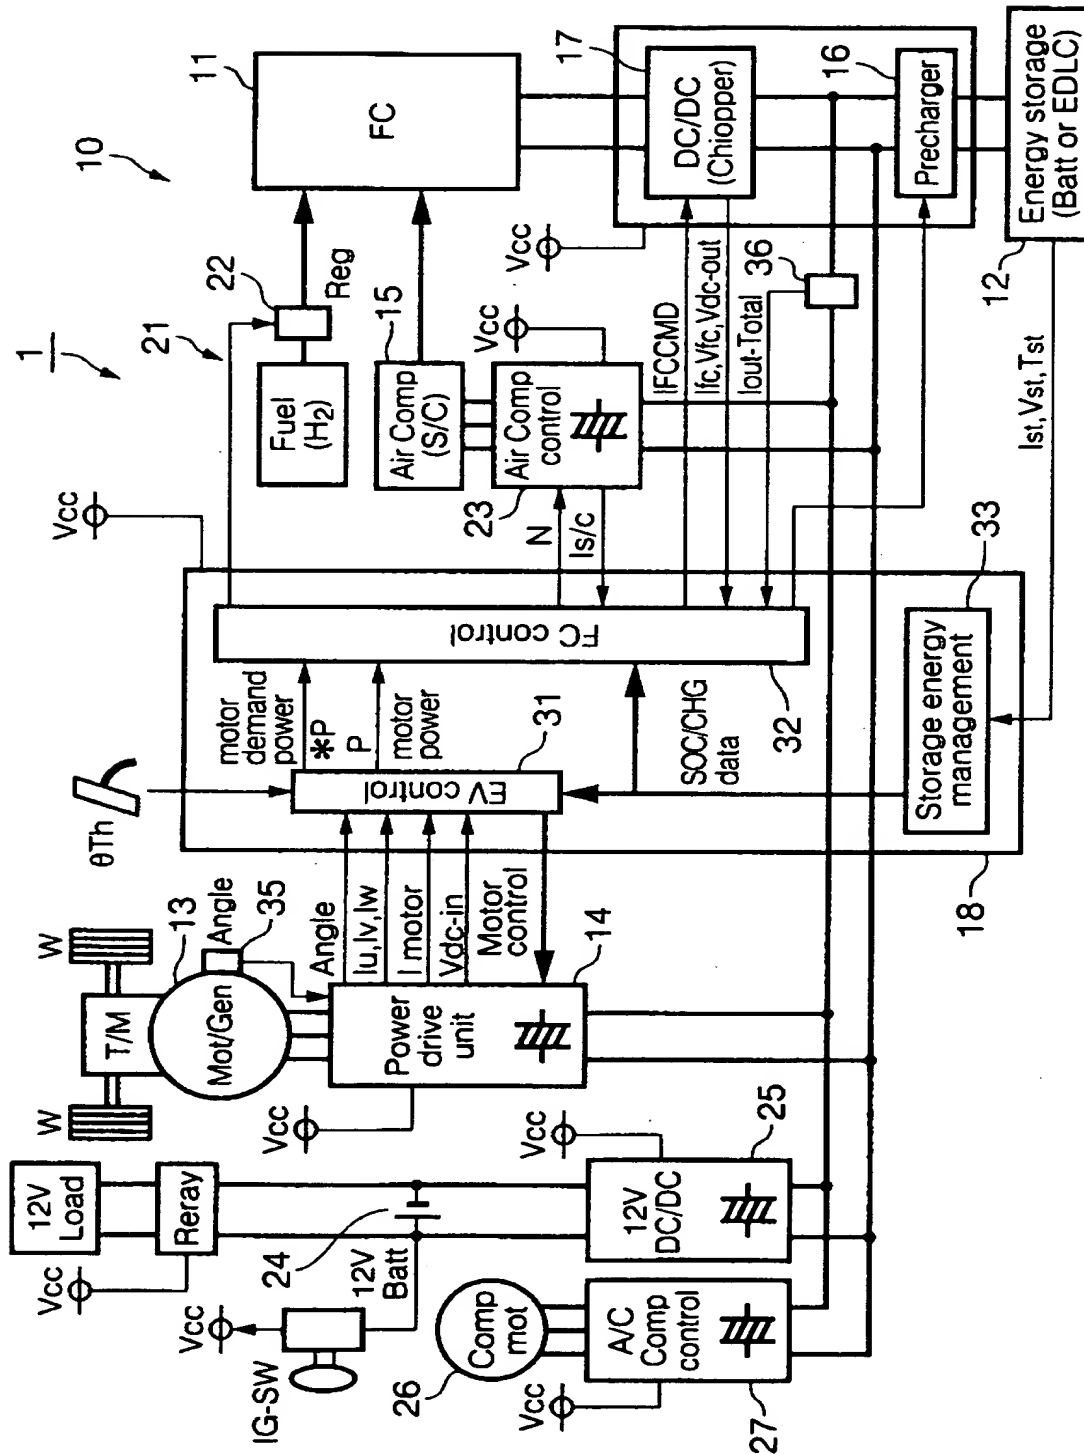 1
10
11
FC
21
22
Reg
Fuel
(H2)
15
Air Comp
(S/C)
Vcc
Air Comp
control
23
N
Is/c
Vcc
17
DC/DC
(Chiopper)
16
Precharger
Energy storage
(Batt or EDLC)
12
IFCCMD
Ifc,Vfc,Vdc-out
Iout-Total
36
Ist,Vst,Tst
Vcc
FC control
32
motor
demand
power
*P
P
motor
power
31
EV control
θTh
SOC/CHG
data
33
Storage energy
management
18
W
W
T/M
13
Mot/Gen
Angle
35
Angle
Iu,Iv,Iw
I motor
Vdc-in
Motor
control
14
Power
drive
unit
Vcc
12V
Load
Reray
Vcc
24
12V
Batt
Vcc
IG-SW
Vcc
12V
DC/DC
25
Comp
mot
26
A/C
Comp
control
Vcc
27